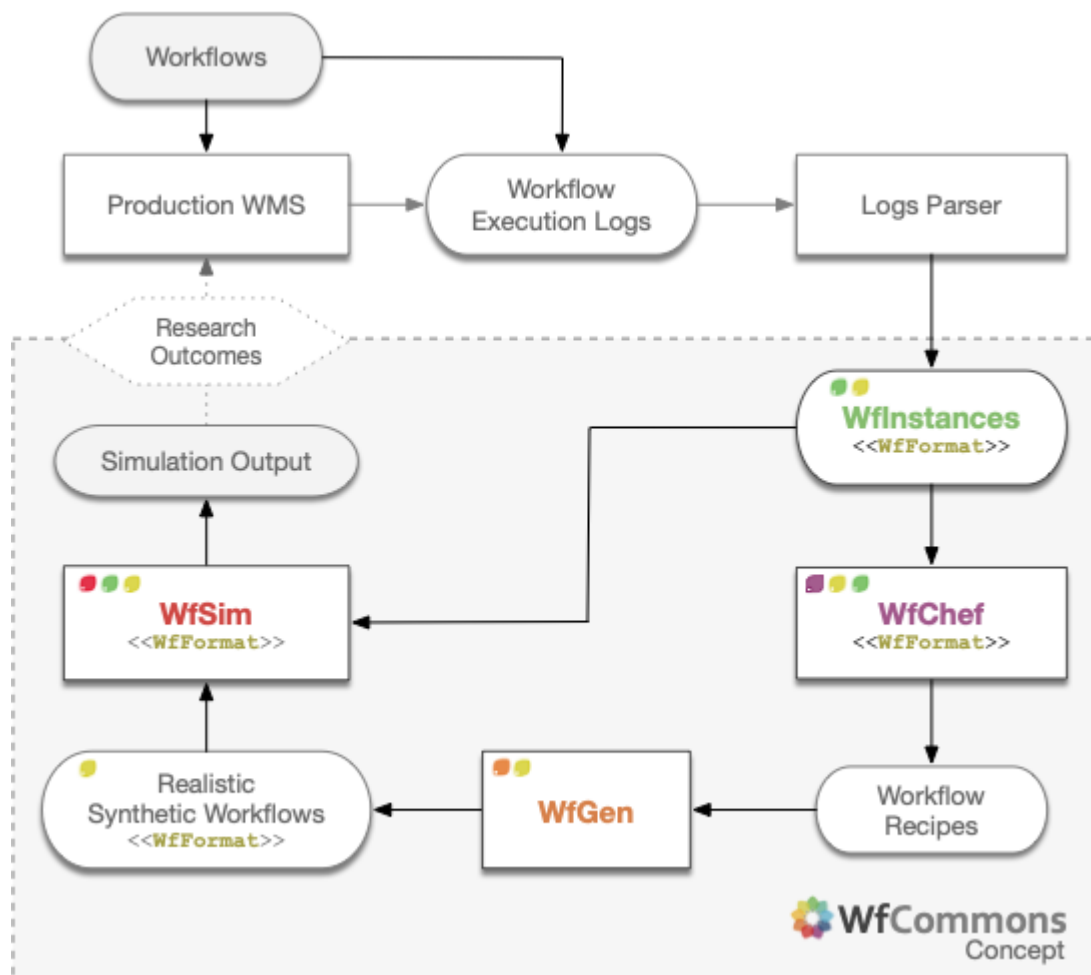 Workflows
Production WMS
Workflow
Execution Logs
Logs Parser
Research
Outcomes
WfInstances
<<WfFormat>>
Simulation Output
WfSim
<<WfFormat>>
WfChef
<<WfFormat>>
Realistic
Synthetic Workflows
<<WfFormat>>
WfGen
Workflow
Recipes
WfCommons
Concept